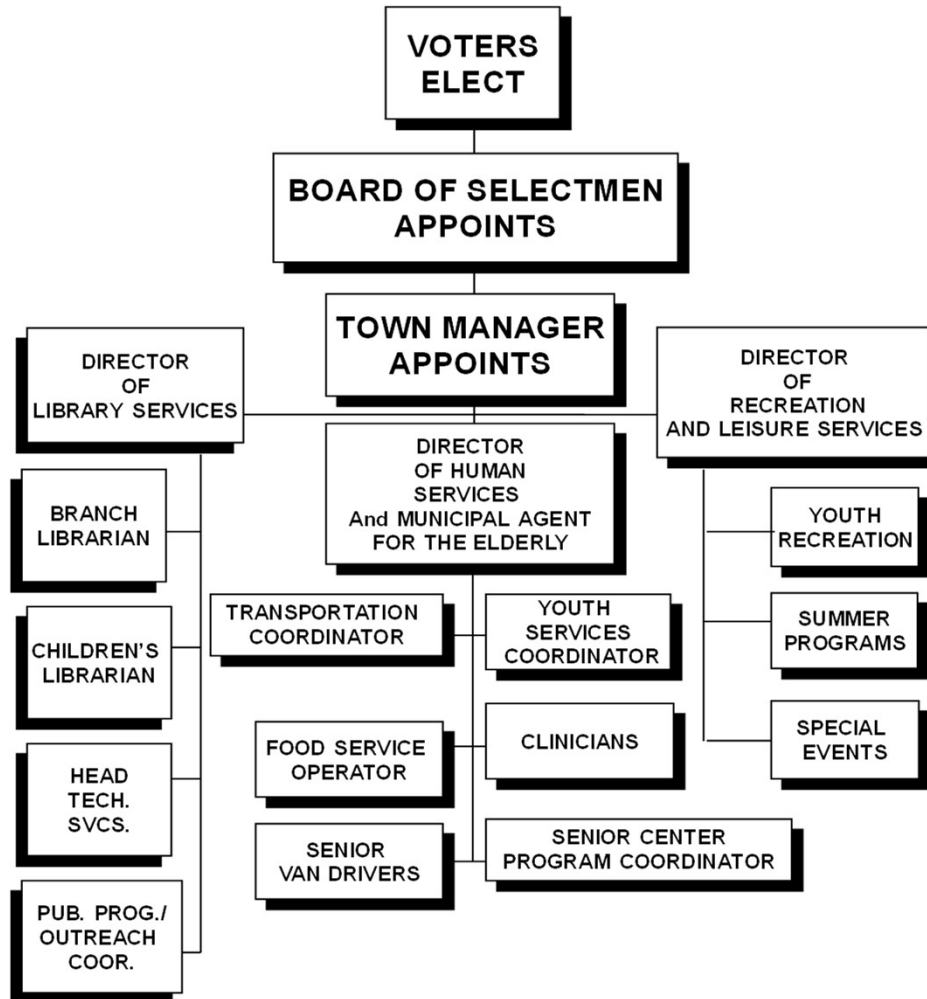 VOTERS
ELECT
BOARD OF SELECTMEN
APPOINTS
TOWN MANAGER
APPOINTS
DIRECTOR
OF
LIBRARY SERVICES
DIRECTOR
OF HUMAN
SERVICES
And MUNICIPAL AGENT
FOR THE ELDERLY
DIRECTOR
OF
RECREATION
AND LEISURE SERVICES
BRANCH
LIBRARIAN
CHILDREN'S
LIBRARIAN
HEAD
TECH.
SVCS.
PUB. PROG./
OUTREACH
COOR.
TRANSPORTATION
COORDINATOR
YOUTH
SERVICES
COORDINATOR
FOOD SERVICE
OPERATOR
CLINICIANS
SENIOR
VAN DRIVERS
SENIOR CENTER
PROGRAM COORDINATOR
YOUTH
RECREATION
SUMMER
PROGRAMS
SPECIAL
EVENTS